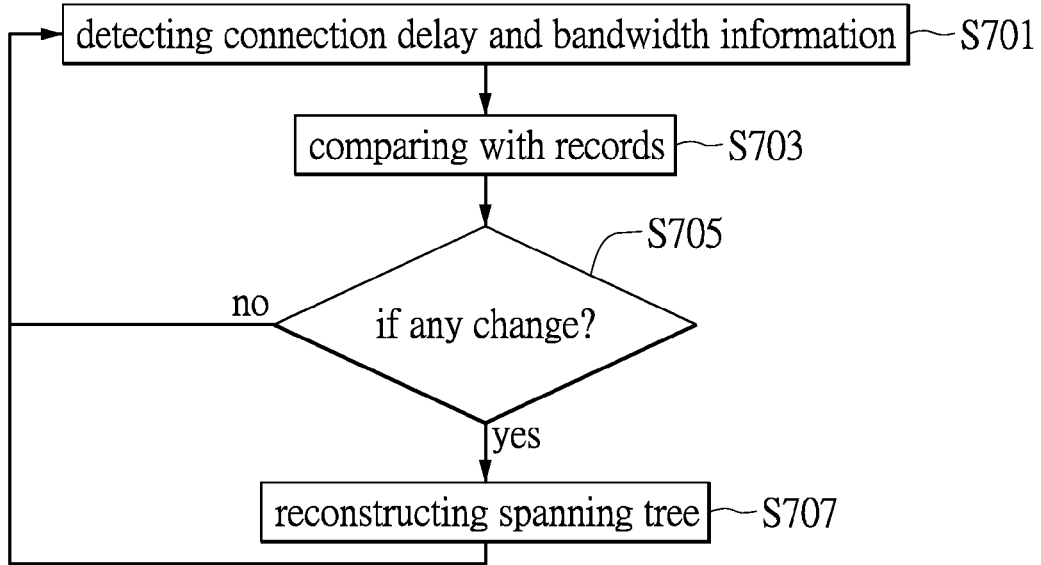 detecting connection delay and bandwidth information S701
comparing with records S703
S705
if any change?
no
yes
reconstructing spanning tree S707